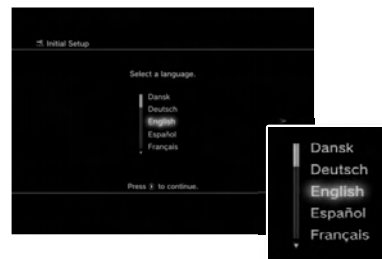 Initial Setup
Select a language.
Dansk
Deutsch
English
Español
Français
Press to continue.
Dansk
Deutsch
English
Español
Français